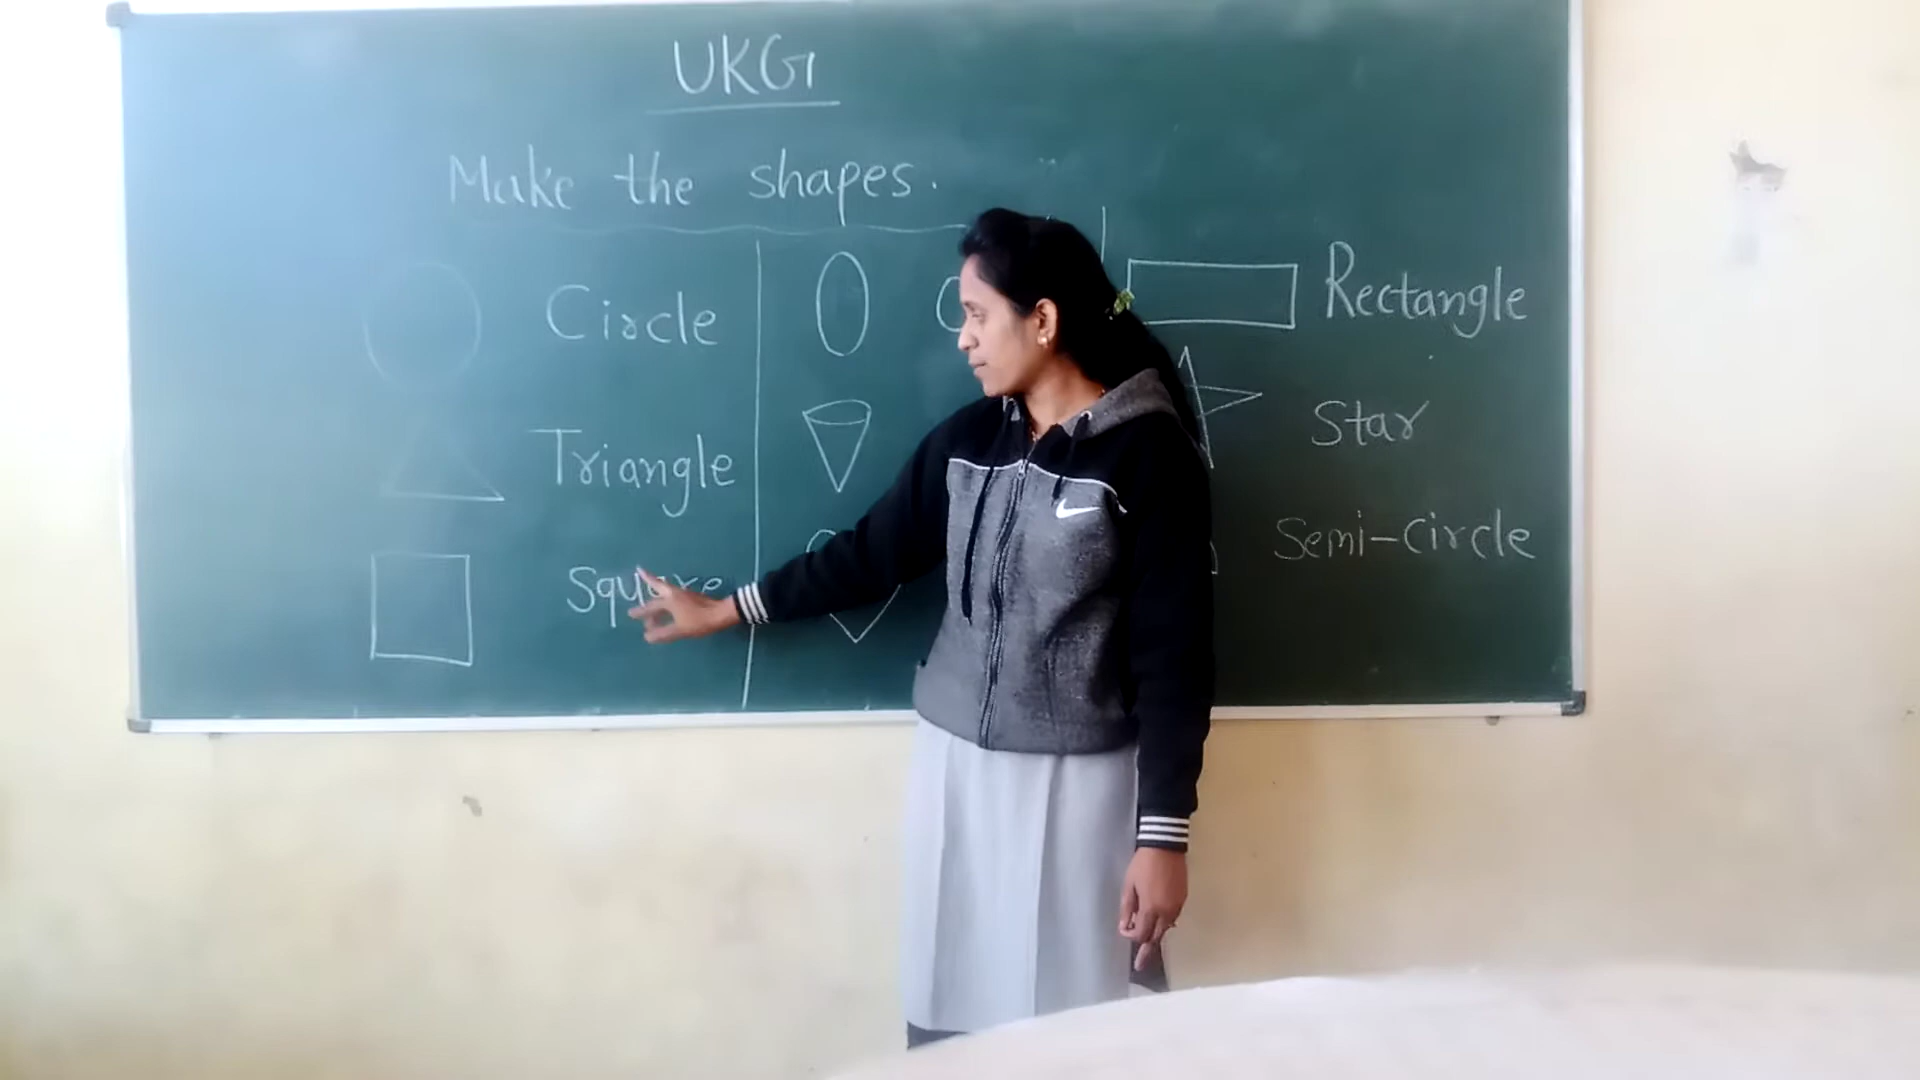 UKG
Make the shapes.
Circle
Triangle
Square
Rectangle
Star
Semi-circle